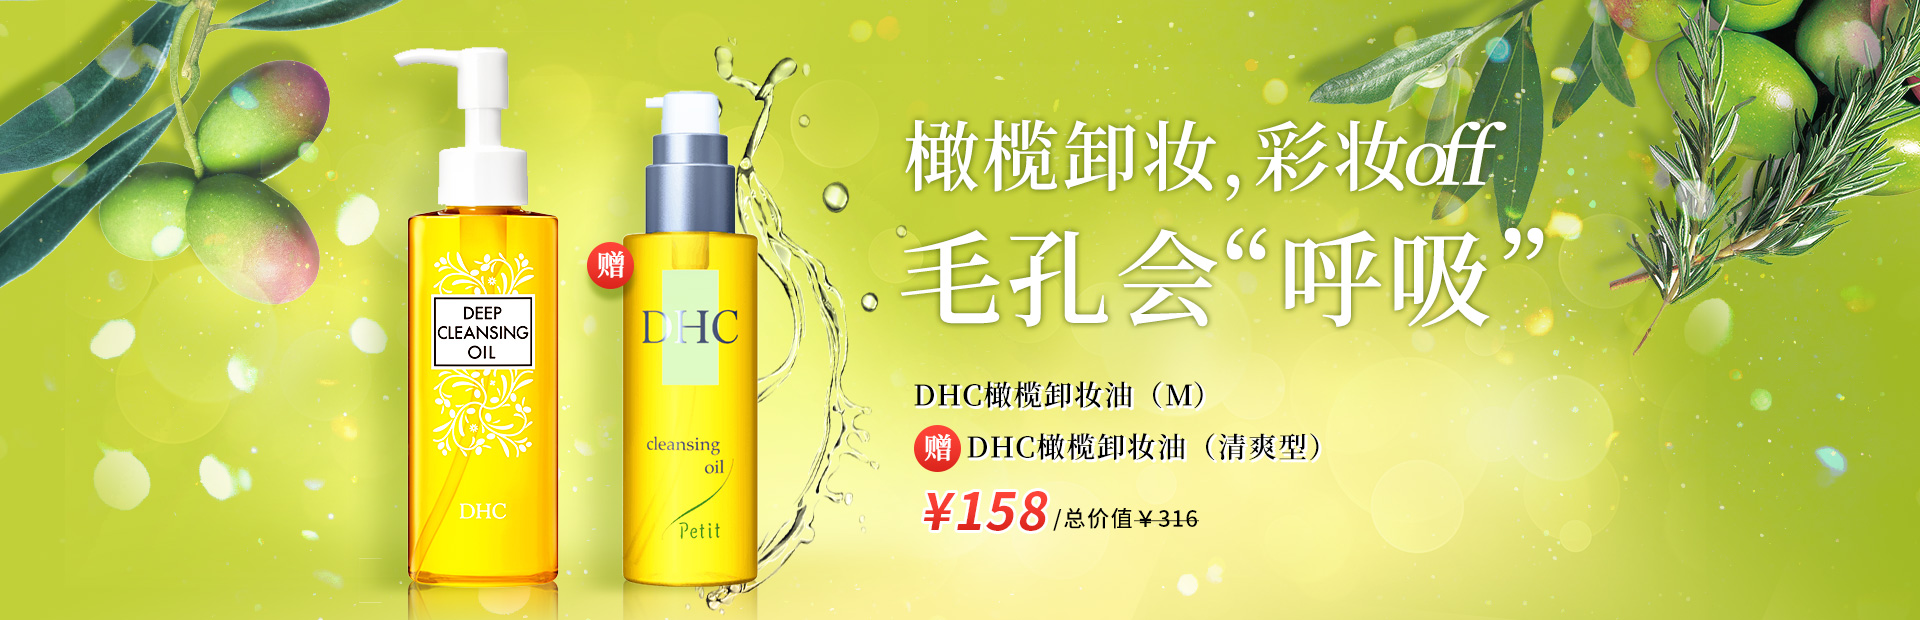 DEEP
CLEANSING
OIL
DHC
赠
DHC
cleansing
oil
Petit
橄榄卸妆,彩妆off
毛孔会“呼吸”
DHC橄榄卸妆油（M）
赠 DHC橄榄卸妆油（清爽型）
¥158/总价值¥316